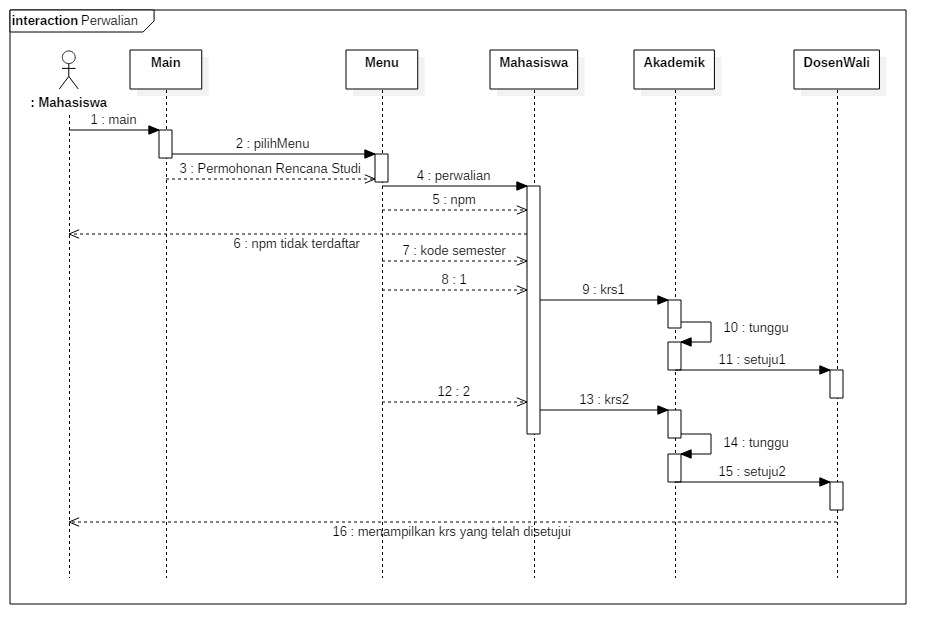 interaction Perwalian
Main
Menu
Mahasiswa
Akademik
DosenWali
: Mahasiswa
1 : main
2 : pilihMenu
3 : Permohonan Rencana Studi
4 : perwalian
5 : npm
6 : npm tidak terdaftar
7 : kode semester
8 : 1
9 : krs1
10 : tunggu
11 : setuju1
12 : 2
13 : krs2
14 : tunggu
15 : setuju2
16 : menampilkan krs yang telah disetujui